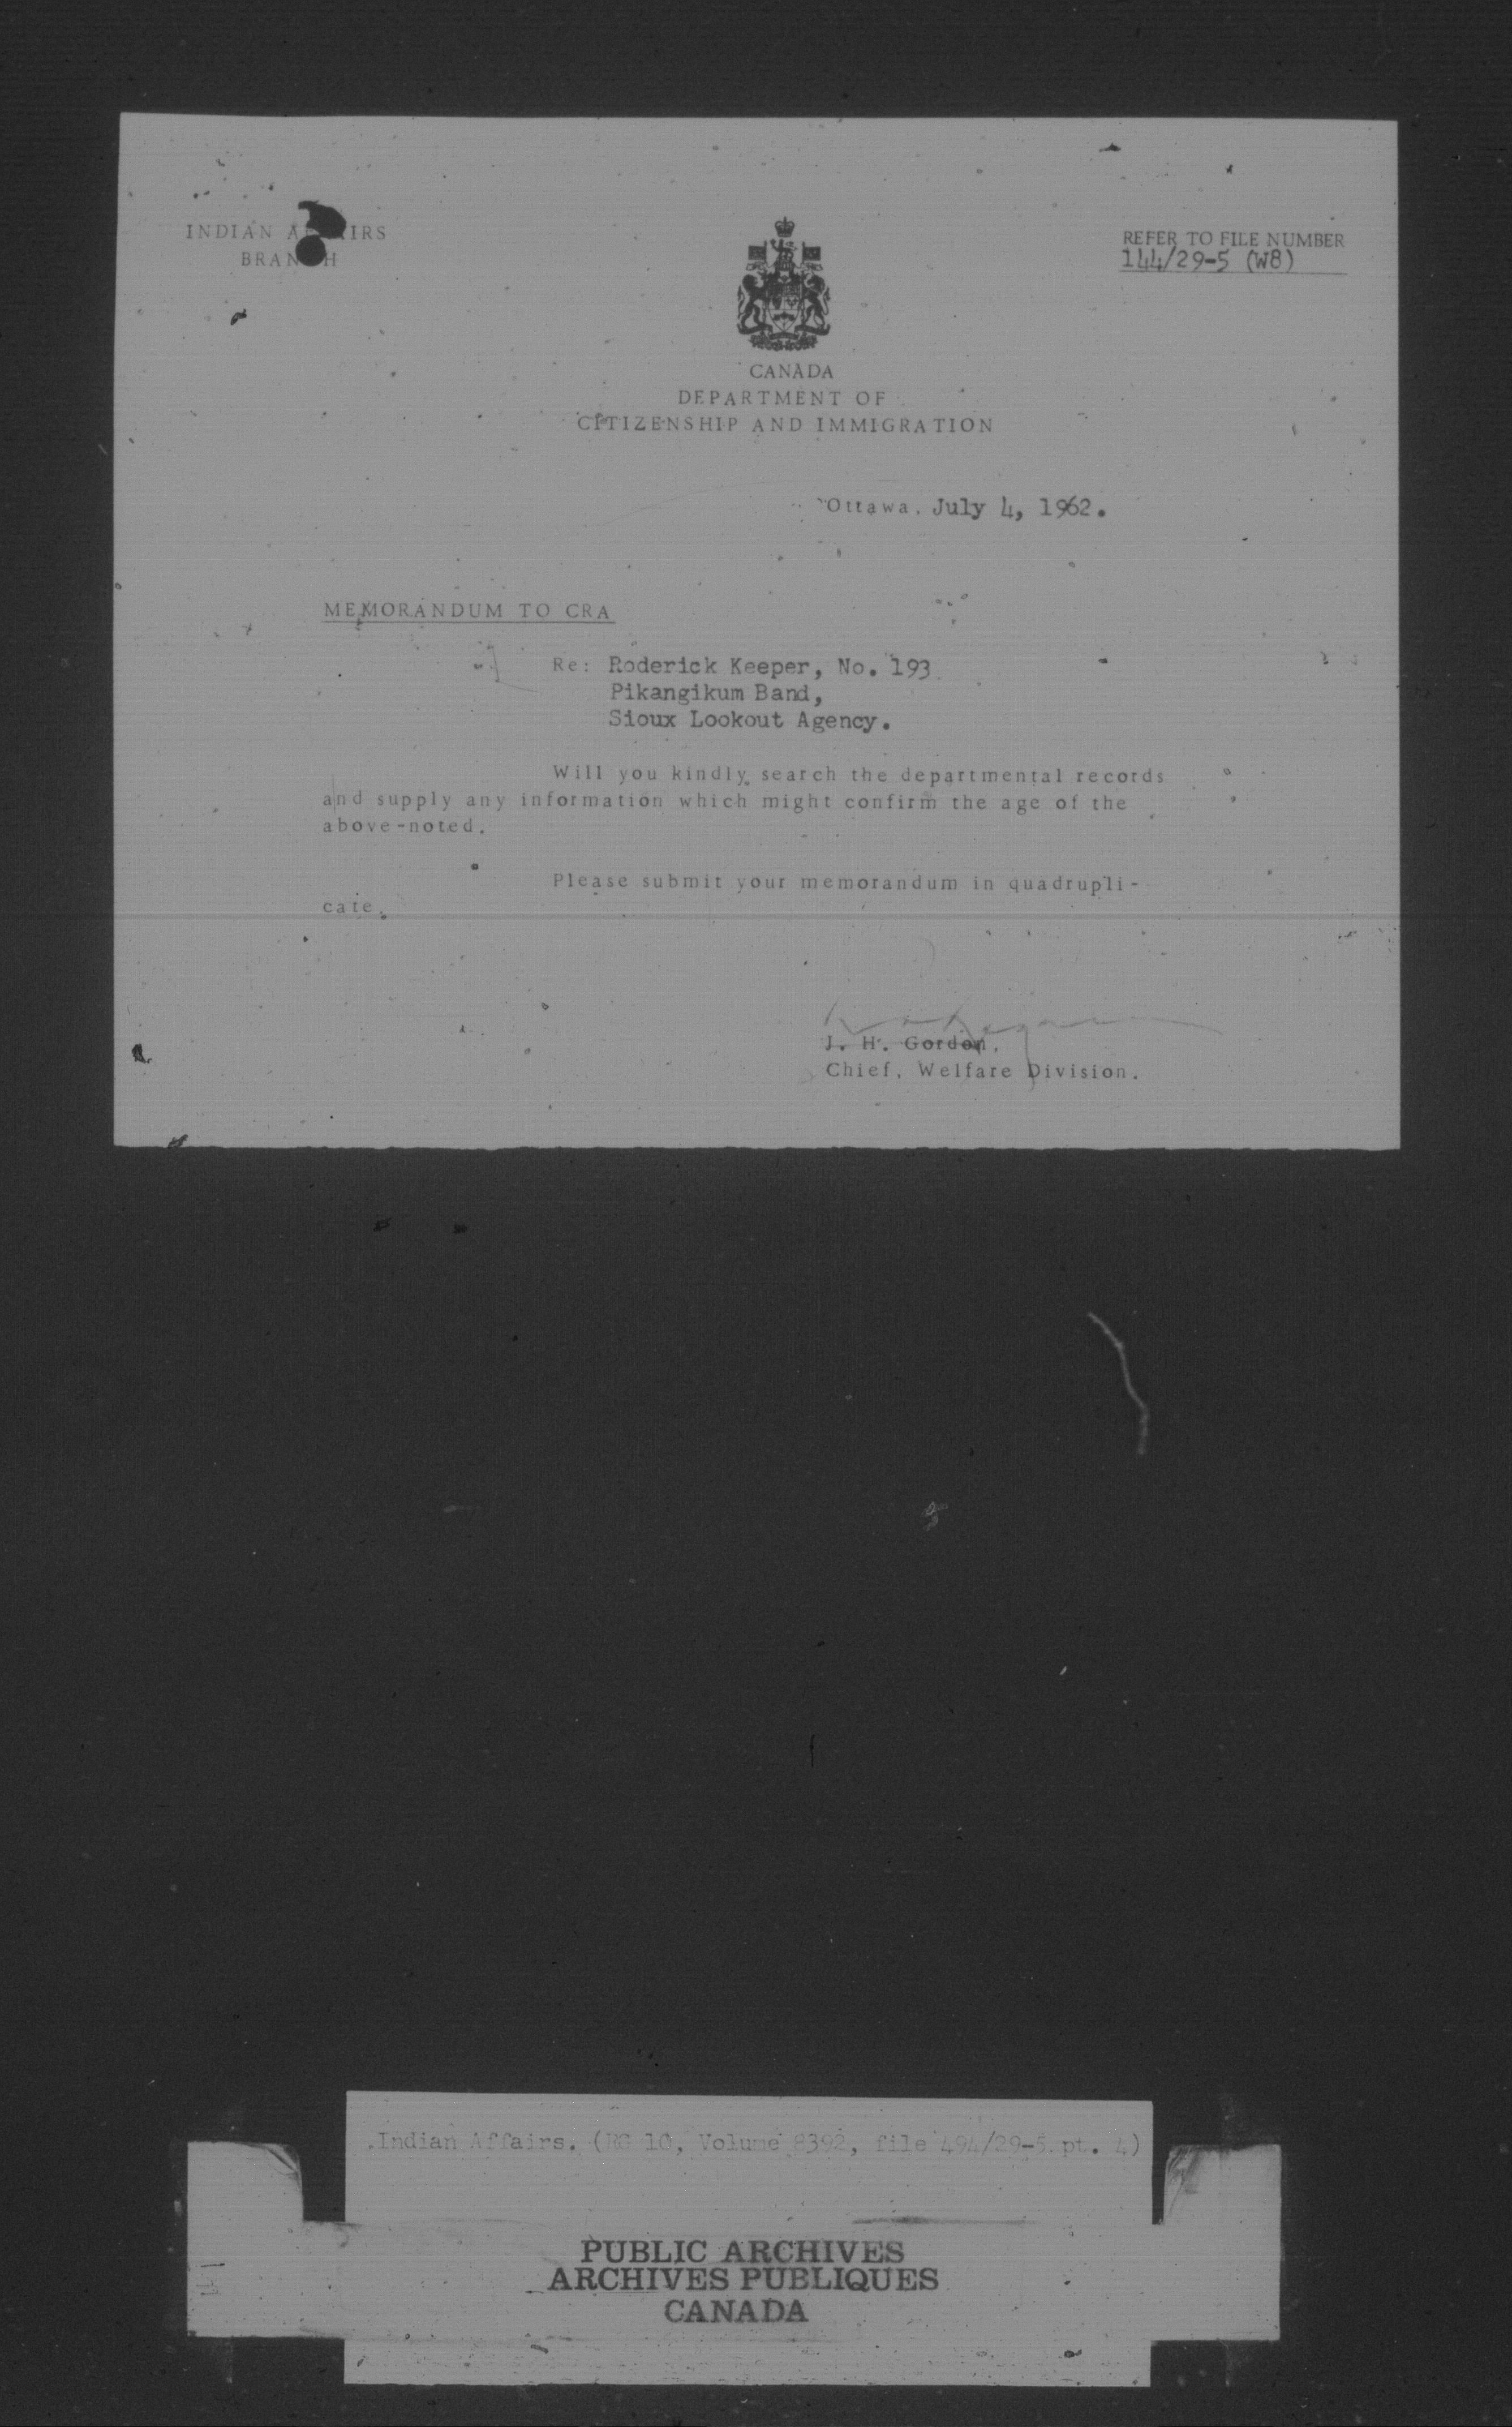 INDIAN AFFAIRS
BRANCH
REFER TO FILE NUMBER
144/29-5 (W8)
CANADA
DEPARTMENT OF
CITIZENSHIP AND IMMIGRATION
Ottawa, July 4, 1962.
MEMORANDUM TO CRA
Re: Roderick Keeper, No. 193
Pikangikum Band,
Sioux Lookout Agency.
Will you kindly search the departmental records
and supply any information which might confirm the age of the
above-noted.
Please submit your memorandum in quadrupli-
cate.
J. H. Gordon,
Chief, Welfare Division.
Indian Affairs. (RG 10, Volume 8392, file 494/29-5 pt. 4)
PUBLIC ARCHIVES
ARCHIVES PUBLIQUES
CANADA